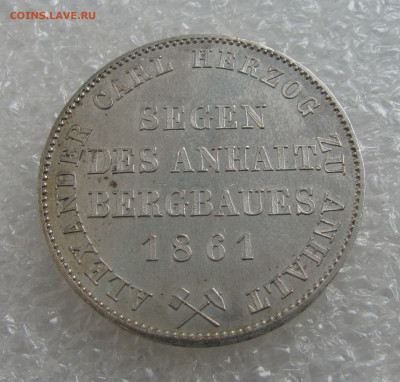 COINS.LAVE.RU
ALEXANDER CARL HERZOG ZU ANHALT
SEGEN
DES ANHALT.
BERGBAUES
1861